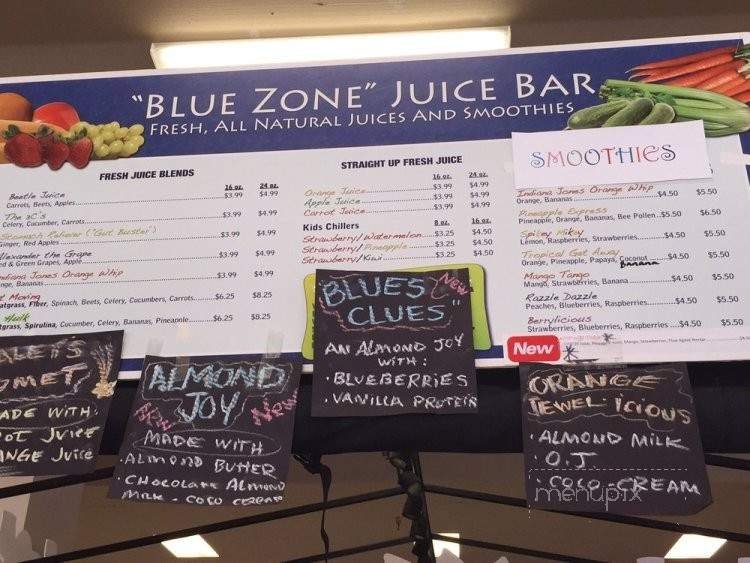 "BLUE ZONE" JUICE BAR
FRESH, ALL NATURAL JUICES AND SMOOTHIES
FRESH JUICE BLENDS
16 oz. 24 oz.
Beetle Juice $3.99 $4.99
Carrots, Beets, Apples
The 3C's $3.99 $4.99
Celery, Cucumber, Carrots
Stomach Reliever ("Gut Buster") $3.99 $4.99
Ginger, Red Apples
Alexander the Grape $3.99 $4.99
Red & Green Grapes, Apple
Indiana Jones Orange Whip $3.99 $4.99
Orange, Bananas
Get Moving
Wheatgrass, Fiber, Spinach, Beets, Celery, Cucumbers, Carrots $6.25 $8.25
Hulk
Wheatgrass, Spirulina, Cucumber, Celery, Bananas, Pineapple $6.25 $8.25
STRAIGHT UP FRESH JUICE
16 oz. 24 oz.
Orange Juice $3.99 $4.99
Apple Juice $3.99 $4.99
Carrot Juice $3.99 $4.99
Kids Chillers 8 oz. 16 oz.
Strawberry/Watermelon $3.25 $4.50
Strawberry/Pineapple $3.25 $4.50
Strawberry/Kiwi $3.25 $4.50
SMOOTHIES
Indiana Jones Orange Whip
Orange, Bananas $4.50 $5.50
Pineapple Express
Pineapple, Orange, Bananas, Bee Pollen $5.50 $6.50
Spikey Mikey
Lemon, Raspberries, Strawberries $4.50 $5.50
Tropical Get Away
Orange, Pineapple, Papaya, Coconut $4.50 $5.50
Banana
Mango Tango
Mango, Strawberries, Banana $4.50 $5.50
Razzle Dazzle
Peaches, Blueberries, Raspberries $4.50 $5.50
Berrylicious
Strawberries, Blueberries, Raspberries $4.50 $5.50
New
MADE WITH:
JUICE
ORANGE JUICE
ALMOND
JOY
New New
MADE WITH
• ALMOND BUTTER
• CHOCOLATE ALMOND
MILK • COCO CREAM
BLUES New
CLUES"
AN ALMOND JOY
WITH:
• BLUEBERRIES
• VANILLA PROTEIN
ORANGE
JEWEL-ICIOUS
• ALMOND MILK
• O.J.
• COCO-CREAM
menupix